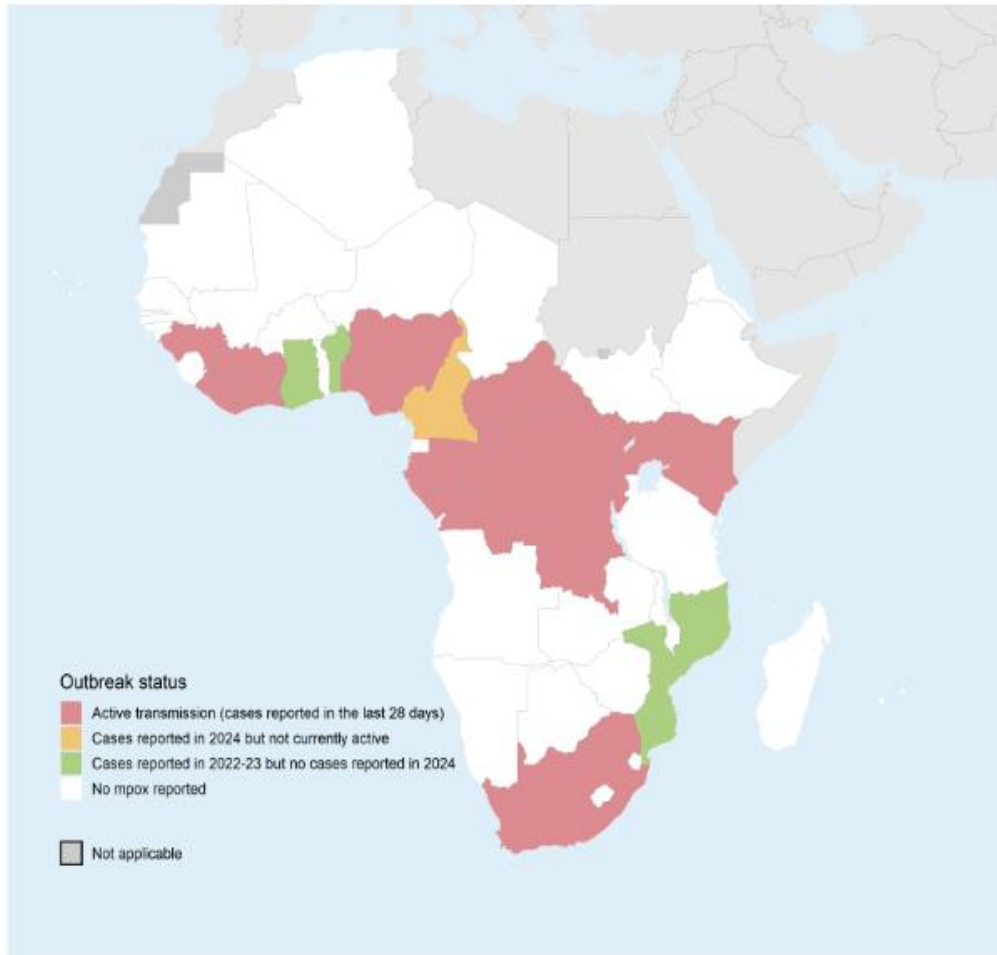 Outbreak status
Active transmission (cases reported in the last 28 days)
Cases reported in 2024 but not currently active
Cases reported in 2022-23 but no cases reported in 2024
No mpox reported
Not applicable